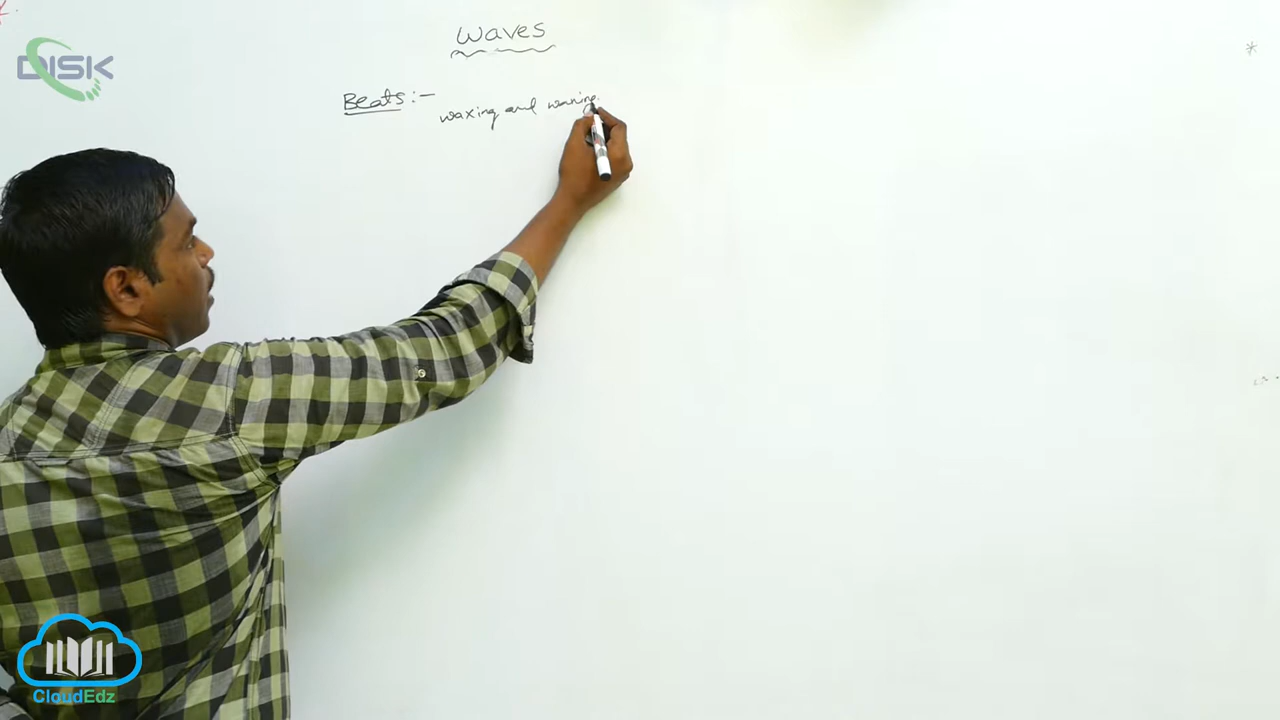 waves
DISK
Beats :-
waxing and waning
CloudEdz